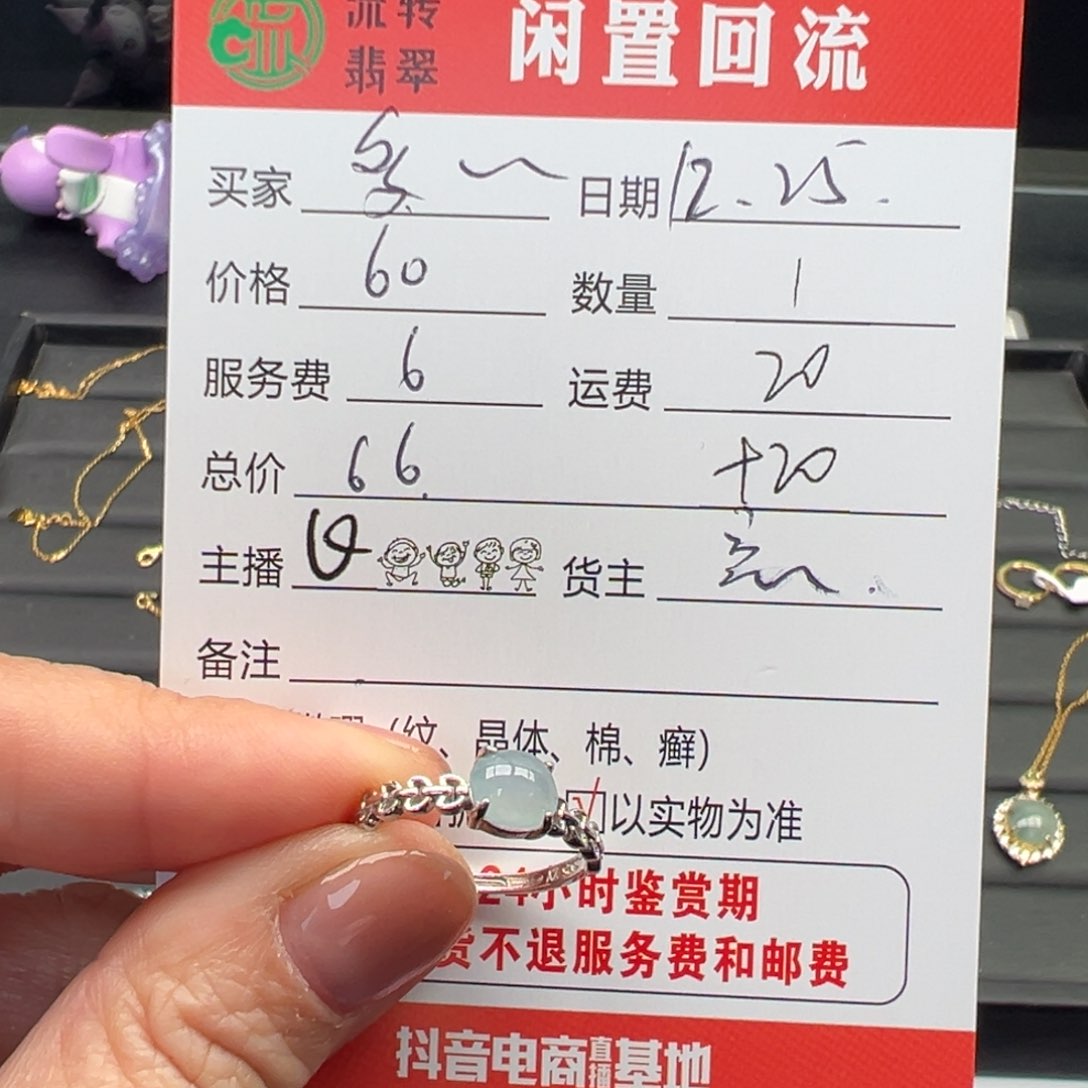 流转 闲置回流
翡翠
买家 日期 12.25.
价格 60 数量 1
服务费 6 运费 20
总价 66. +20
主播 货主
备注
(纹、晶体、棉、癣)
以实物为准
24小时鉴赏期
货不退服务费和邮费
抖音电商直播基地